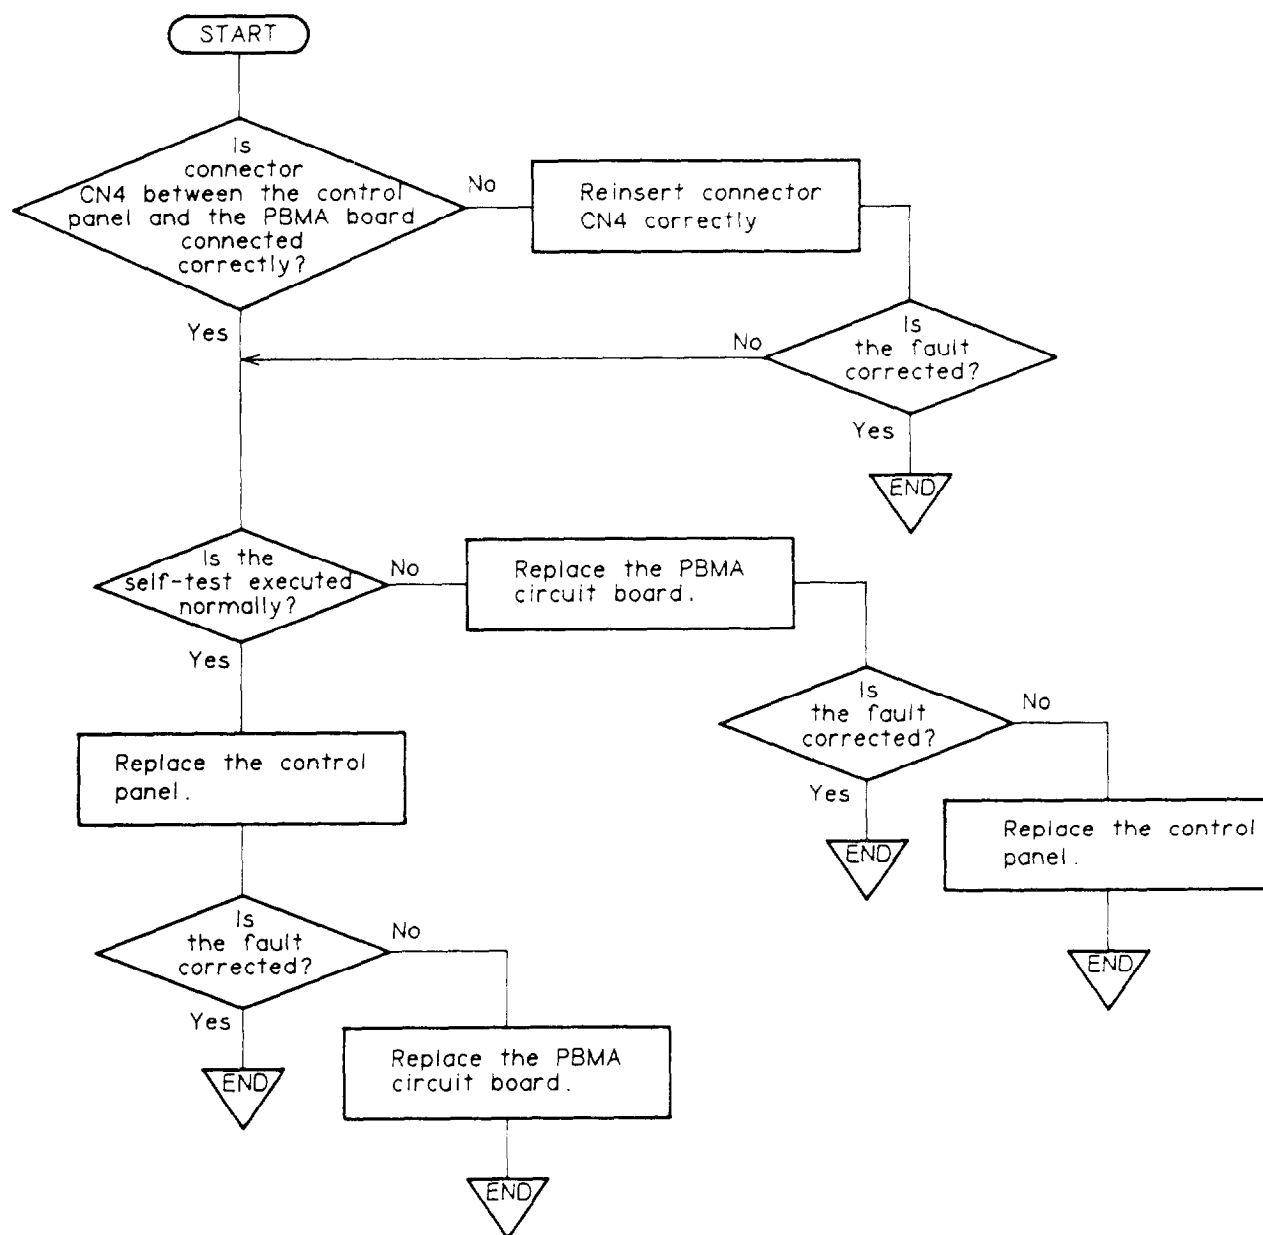 START
Is
connector
CN4 between the control
panel and the PBMA board
connected
correctly?
No
Reinsert connector
CN4 correctly
Yes
No
Is
the fault
corrected?
Yes
END
Is the
self-test executed
normally?
No
Replace the PBMA
circuit board.
Yes
Is
the fault
corrected?
No
Yes
END
Replace the control
panel.
END
Replace the control
panel.
Is
the fault
corrected?
No
Yes
END
Replace the PBMA
circuit board.
END